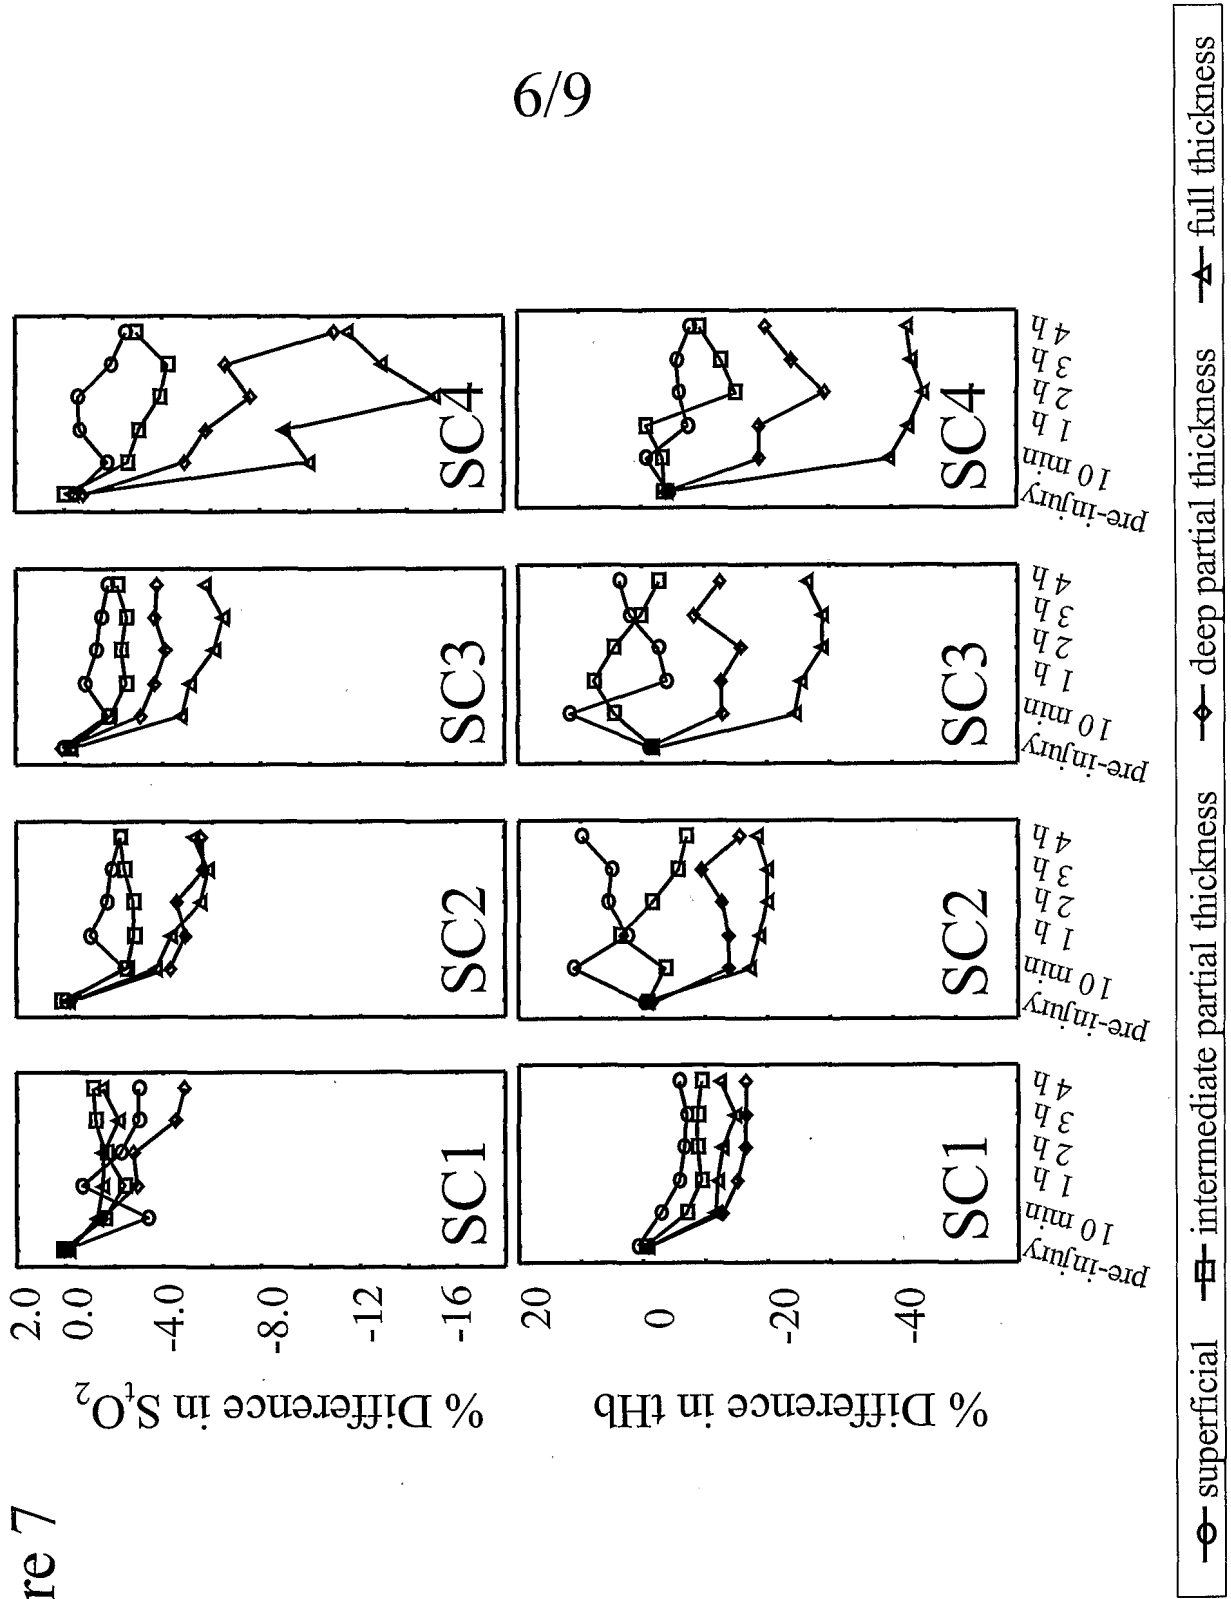 re 7
6/9
% Difference in StO2
2.0
0.0
-4.0
-8.0
-12
-16
SC1
SC2
SC3
SC4
% Difference in tHb
20
0
-20
-40
SC1
SC2
SC3
SC4
pre-injury
10 min
1 h
2 h
3 h
4 h
pre-injury
10 min
1 h
2 h
3 h
4 h
pre-injury
10 min
1 h
2 h
3 h
4 h
pre-injury
10 min
1 h
2 h
3 h
4 h
superficial intermediate partial thickness deep partial thickness full thickness